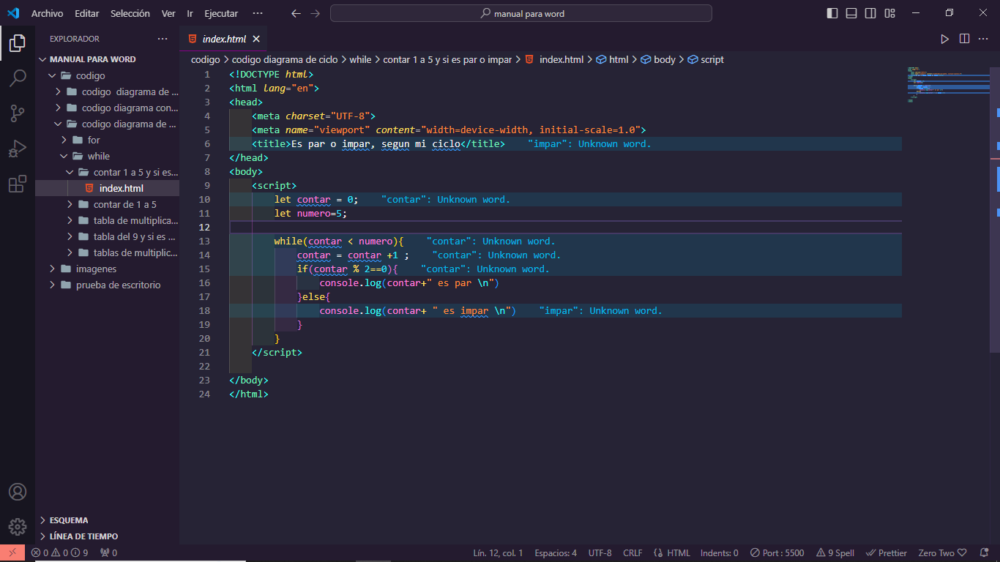 Archivo Editar Selección Ver Ir Ejecutar ··· manual para word
EXPLORADOR ···
MANUAL PARA WORD
codigo
codigo diagrama de ...
codigo diagrama con...
codigo diagrama de ...
for
while
contar 1 a 5 y si es...
index.html
contar de 1 a 5
tabla de multiplica...
tabla del 9 y si es ...
tablas de multiplic...
imagenes
prueba de escritorio
ESQUEMA
LÍNEA DE TIEMPO
index.html
codigo > codigo diagrama de ciclo > while > contar 1 a 5 y si es par o impar > index.html > html > body > script
1 <!DOCTYPE html>
2 <html lang="en">
3 <head>
4 <meta charset="UTF-8">
5 <meta name="viewport" content="width=device-width, initial-scale=1.0">
6 <title>Es par o impar, segun mi ciclo</title> "impar": Unknown word.
7 </head>
8 <body>
9 <script>
10 let contar = 0; "contar": Unknown word.
11 let numero=5;
12
13 while(contar < numero){ "contar": Unknown word.
14 contar = contar +1 ; "contar": Unknown word.
15 if(contar % 2==0){ "contar": Unknown word.
16 console.log(contar+" es par \n")
17 }else{
18 console.log(contar+ " es impar \n") "impar": Unknown word.
19 }
20 }
21 </script>
22
23 </body>
24 </html>
0 0 9 0 Lín. 12, col. 1 Espacios: 4 UTF-8 CRLF HTML Indents: 0 Port : 5500 9 Spell Prettier Zero Two